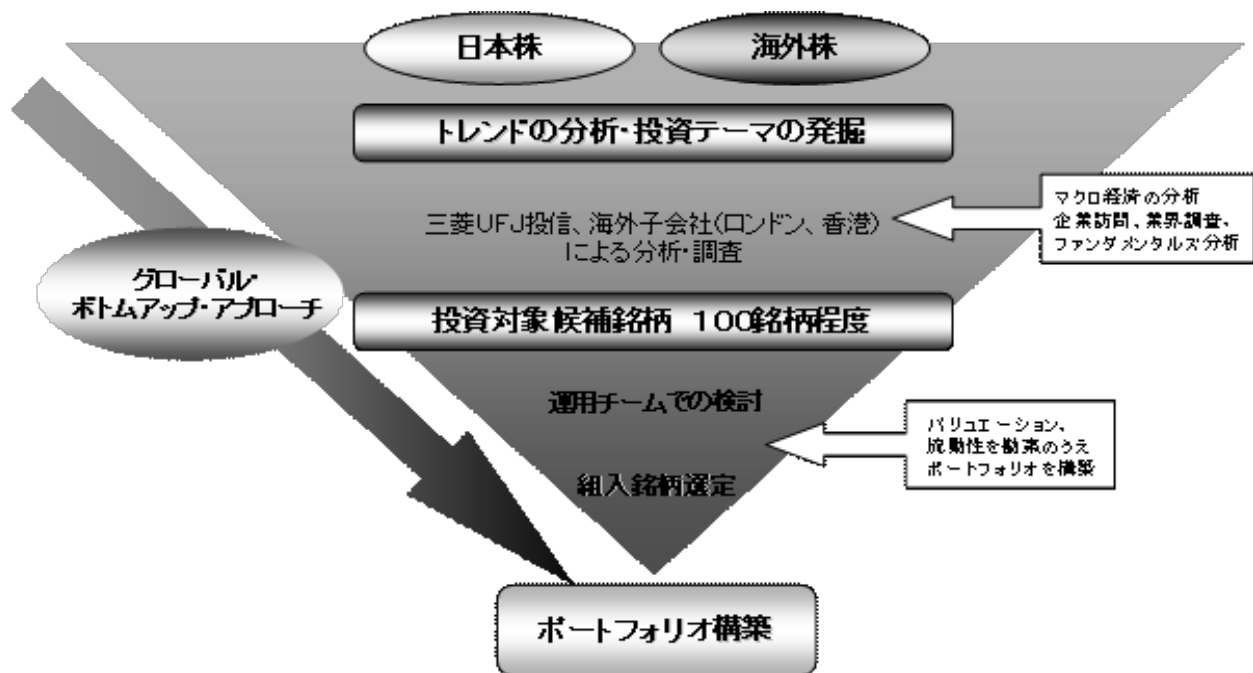 日本株
海外株
トレンドの分析・投資テーマの発掘
マクロ経済の分析
企業訪問、業界調査、
ファンダメンタルズ分析
三菱UFJ投信、海外子会社(ロンドン、香港)
による分析・調査
グローバル・
ボトムアップ・アプローチ
投資対象候補銘柄　１００銘柄程度
運用チームでの検討
バリュエーション、
流動性を勘案のうえ
ポートフォリオを構築
組入銘柄選定
ポートフォリオ構築